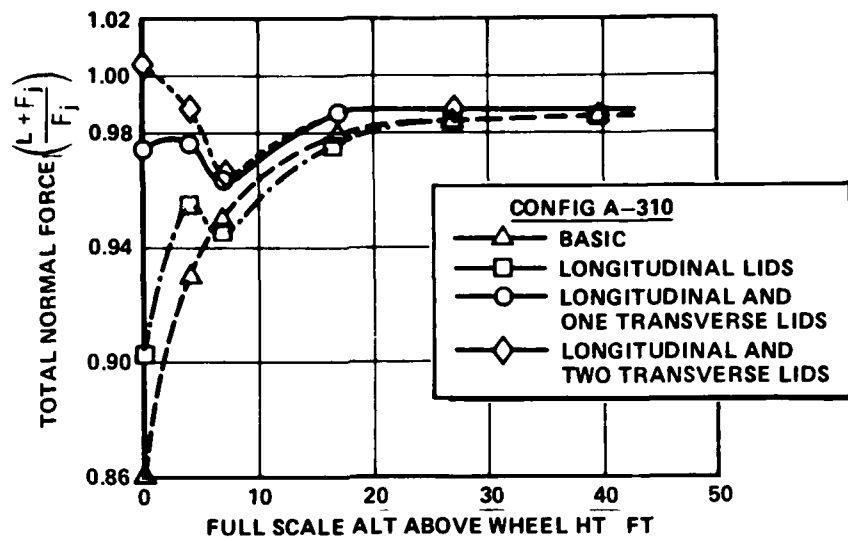 1.02
1.00
0.98
0.94
0.90
0.86
TOTAL NORMAL FORCE (L + Fj / Fj)
0 10 20 30 40 50
FULL SCALE ALT ABOVE WHEEL HT FT
CONFIG A-310
BASIC
LONGITUDINAL LIDS
LONGITUDINAL AND
ONE TRANSVERSE LIDS
LONGITUDINAL AND
TWO TRANSVERSE LIDS